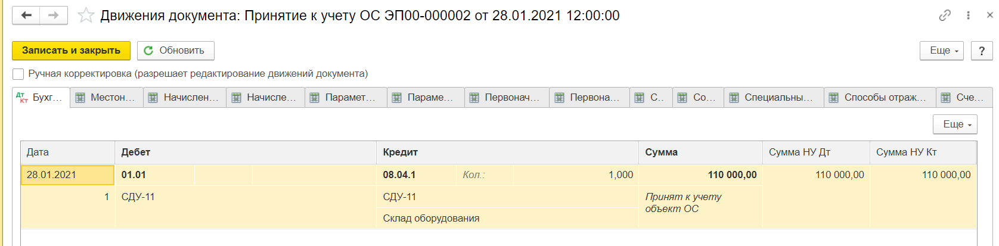 Движения документа: Принятие к учету ОС ЭП00-000002 от 28.01.2021 12:00:00
Записать и закрыть Обновить Еще ?
Ручная корректировка (разрешает редактирование движений документа)
Дт Кт Бухг... Местон... Начислен... Начисле... Парамет... Параме... Первонач... Первона... С.. Со... Специальны... Способы отраж... Сче...
Еще
Дата Дебет Кредит Сумма Сумма НУ Дт Сумма НУ Кт
28.01.2021 01.01 08.04.1 Кол.: 1,000 110 000,00 110 000,00 110 000,00
1 СДУ-11 СДУ-11 Принят к учету
объект ОС
Склад оборудования